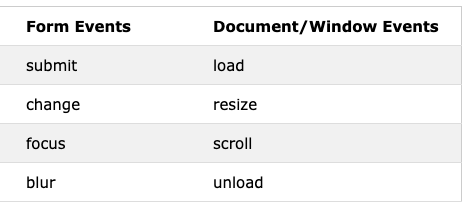 Form Events Document/Window Events
submit load
change resize
focus scroll
blur unload